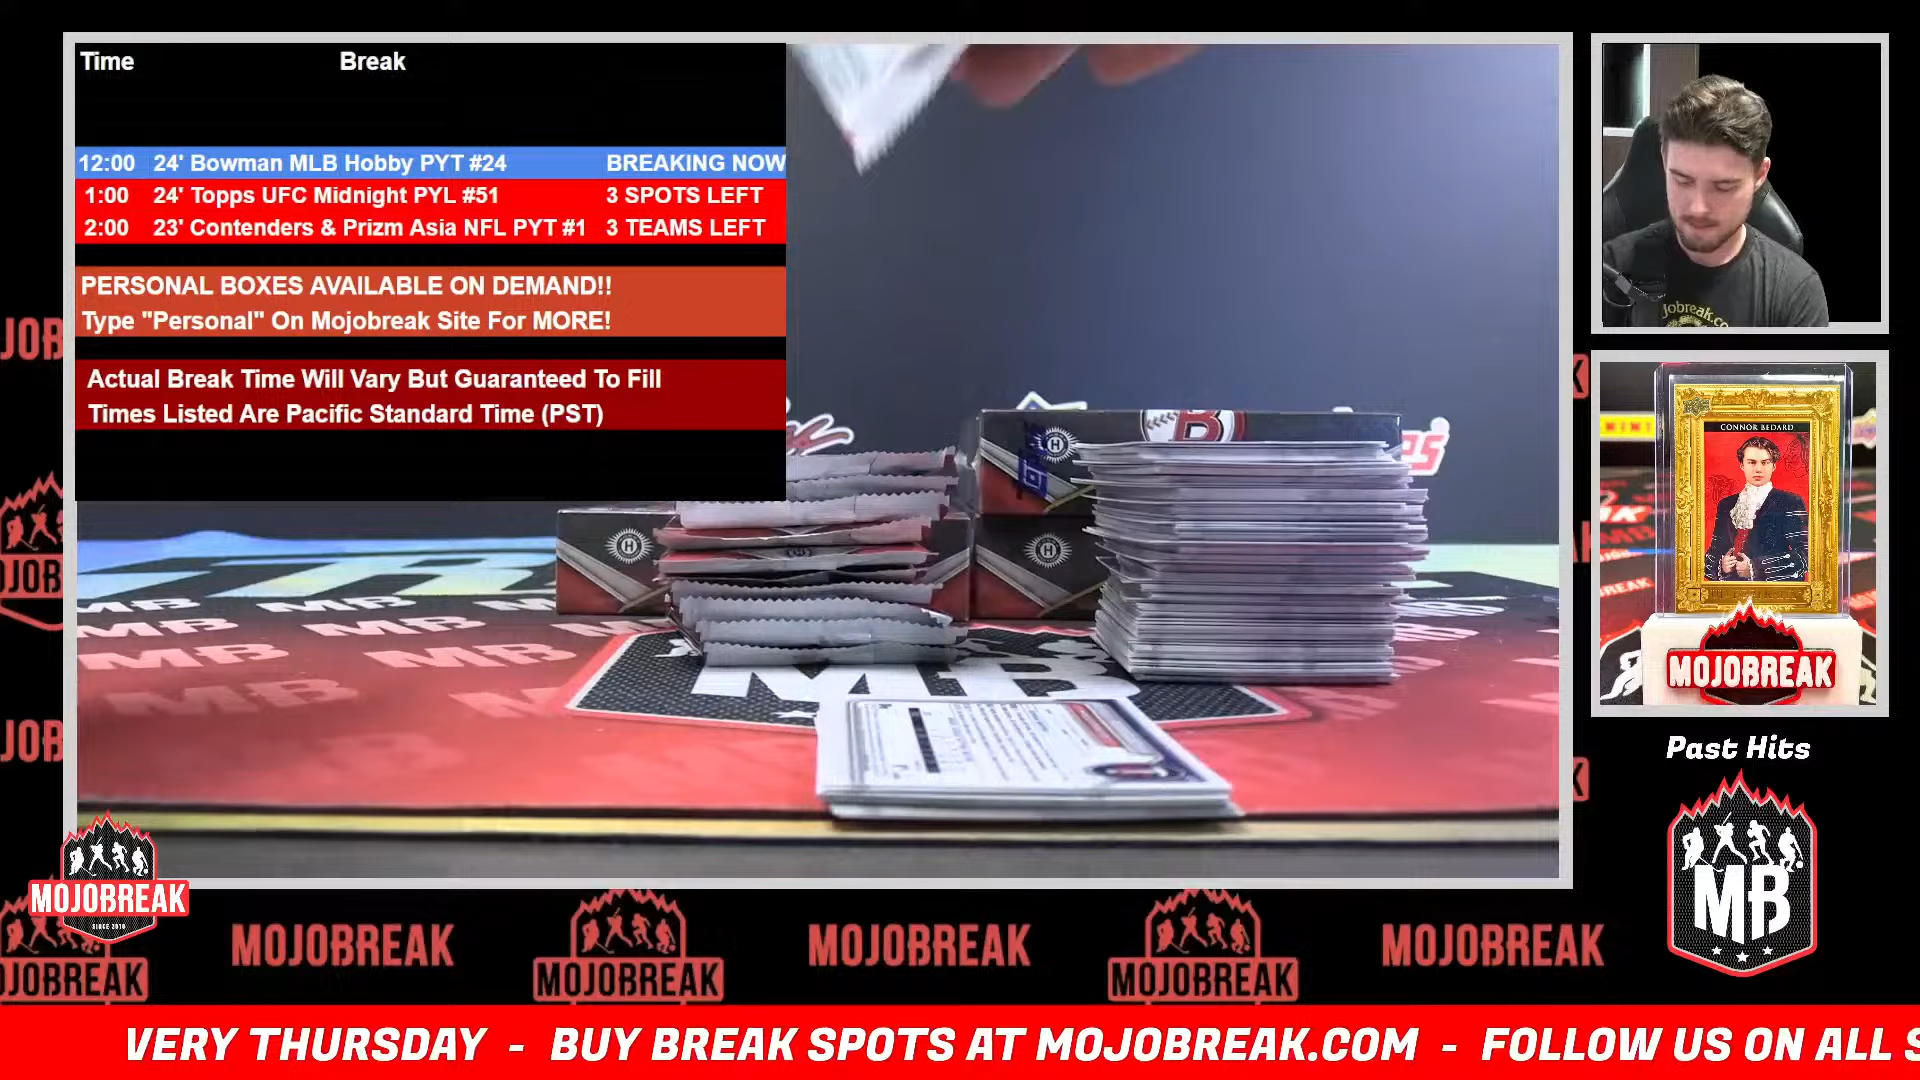 Time Break
12:00 24' Bowman MLB Hobby PYT #24 BREAKING NOW
1:00 24' Topps UFC Midnight PYL #51 3 SPOTS LEFT
2:00 23' Contenders & Prizm Asia NFL PYT #1 3 TEAMS LEFT
PERSONAL BOXES AVAILABLE ON DEMAND!!
Type "Personal" On Mojobreak Site For MORE!
Actual Break Time Will Vary But Guaranteed To Fill
Times Listed Are Pacific Standard Time (PST)
CONNOR BEDARD
MOJOBREAK
Past Hits
MB
MB
MOJOBREAK
SINCE 2010
MOJOBREAK
MOJOBREAK
MOJOBREAK
MOJOBREAK
MOJOBREAK
VERY THURSDAY - BUY BREAK SPOTS AT MOJOBREAK.COM - FOLLOW US ON ALL S